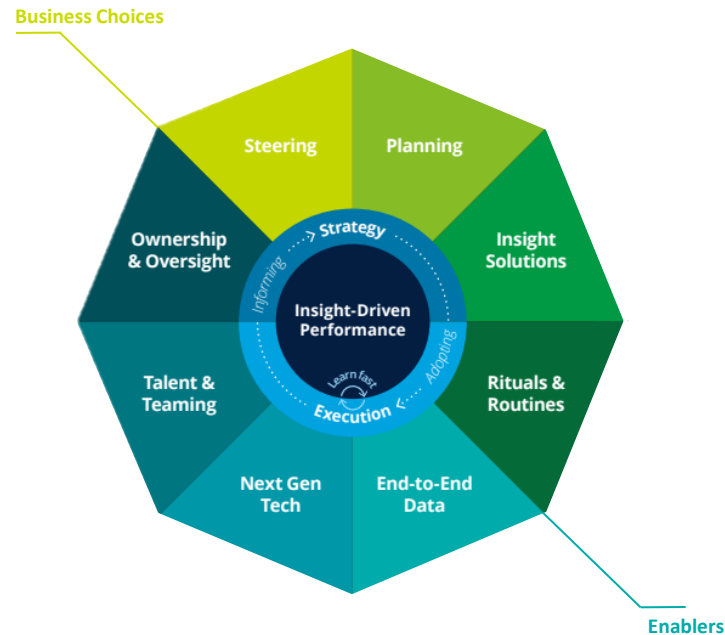 Business Choices
Steering
Planning
Ownership
& Oversight
Insight
Solutions
Strategy
Informing
Insight-Driven
Performance
Adopting
Learn fast
Execution
Talent &
Teaming
Rituals &
Routines
Next Gen
Tech
End-to-End
Data
Enablers